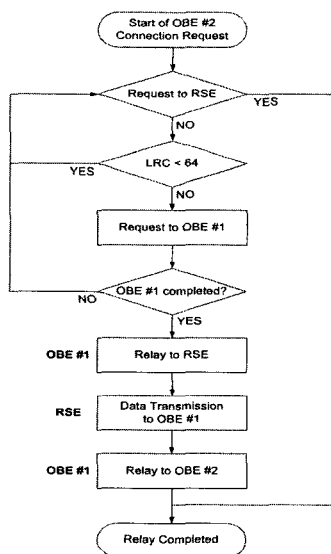 Start of OBE #2
Connection Request
Request to RSE
YES
NO
LRC < 64
YES
NO
Request to OBE #1
OBE #1 completed?
NO
YES
OBE #1
Relay to RSE
RSE
Data Transmission
to OBE #1
OBE #1
Relay to OBE #2
Relay Completed